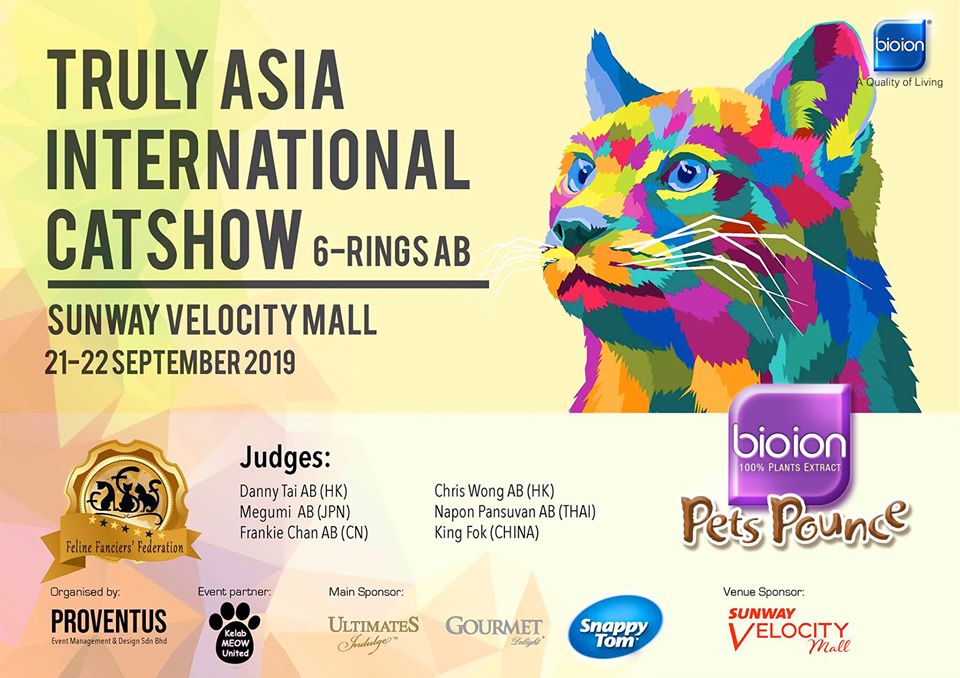 TRULY ASIA
INTERNATIONAL
CATSHOW 6-RINGS AB
SUNWAY VELOCITY MALL
21-22 SEPTEMBER 2019
bioion®
A Quality of Living
Feline Fanciers' Federation
Judges:
Danny Tai AB (HK)
Megumi AB (JPN)
Frankie Chan AB (CN)
Chris Wong AB (HK)
Napon Pansuvan AB (THAI)
King Fok (CHINA)
bioion®
100% PLANTS EXTRACT
Pets Pounce
Organised by:
PROVENTUS
Event Management & Design Sdn Bhd
Event partner:
Kelab
MEOW
United
Main Sponsor:
ULTIMATES
Indulge™
GOURMET
Delight®
Snappy
Tom®
Venue Sponsor:
SUNWAY
VELOCITY
Mall